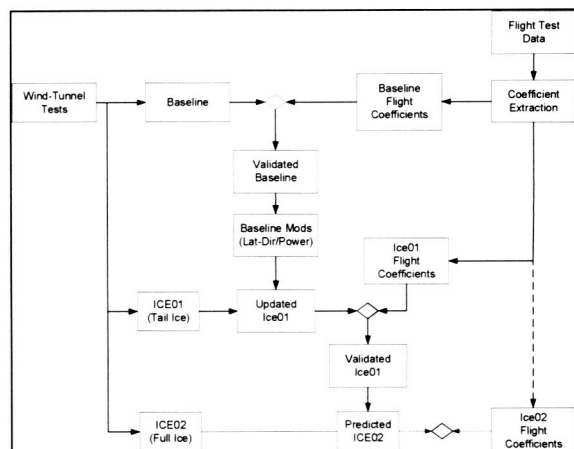 Flight Test
Data
Wind-Tunnel
Tests
Baseline
Baseline
Flight
Coefficients
Coefficient
Extraction
Validated
Baseline
Baseline Mods
(Lat-Dir/Power)
Ice01
Flight
Coefficients
ICE01
(Tail Ice)
Updated
Ice01
Validated
Ice01
ICE02
(Full Ice)
Predicted
ICE02
Ice02
Flight
Coefficients